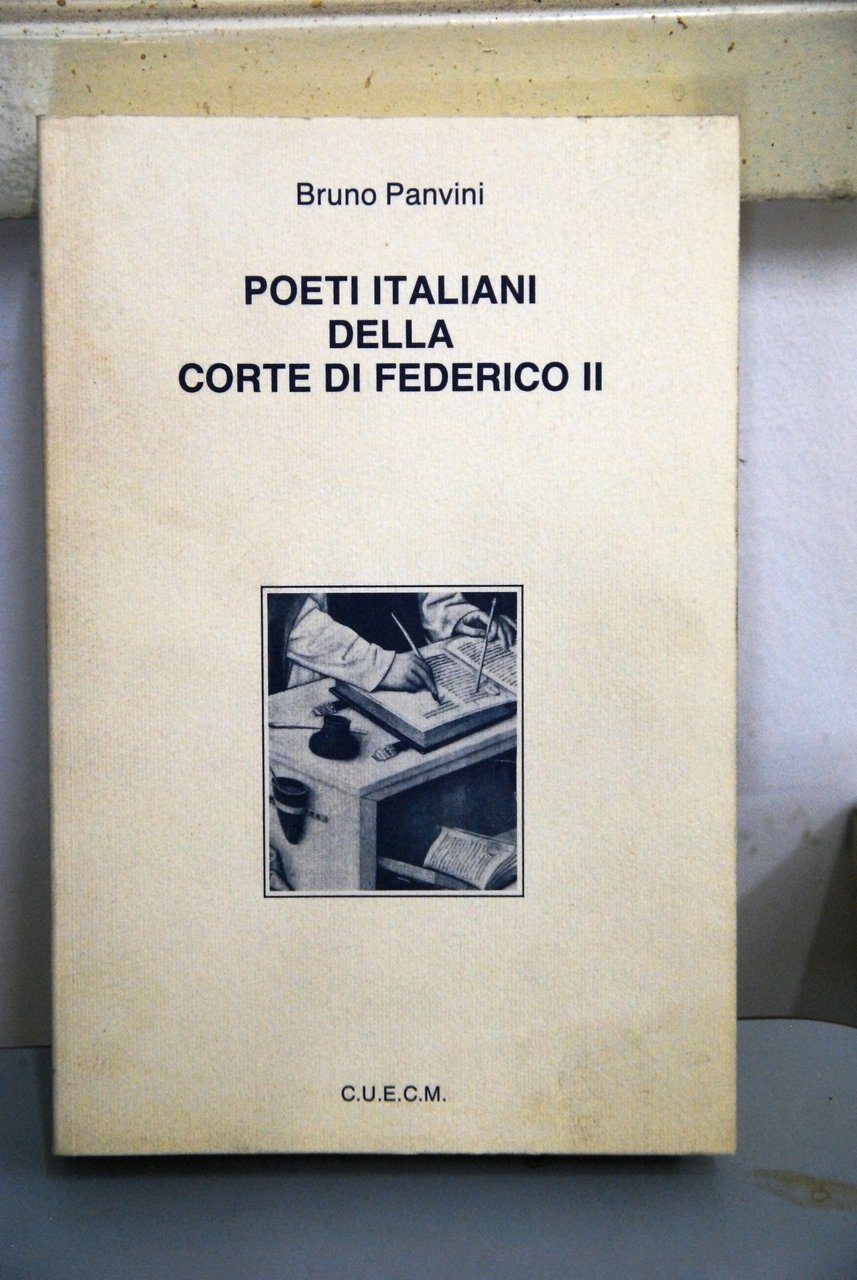 Bruno Panvini
POETI ITALIANI
DELLA
CORTE DI FEDERICO II
C.U.E.C.M.